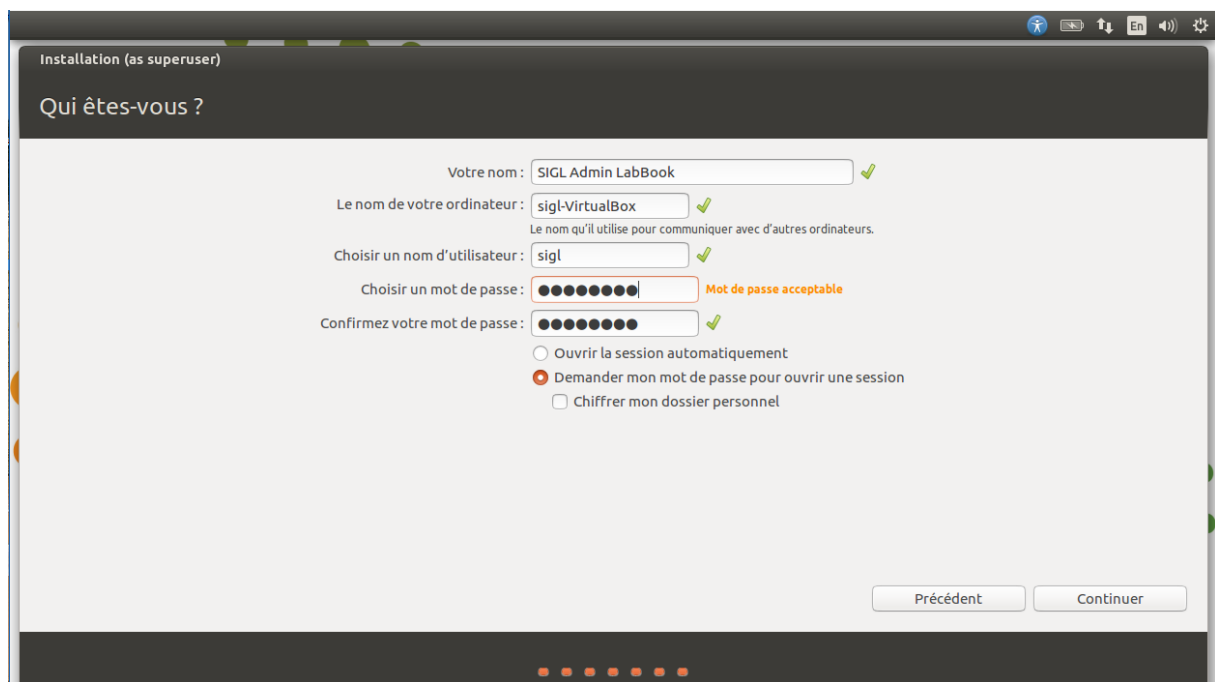 En
Installation (as superuser)
Qui êtes-vous ?
Votre nom : SIGL Admin LabBook
Le nom de votre ordinateur : sigl-VirtualBox
Le nom qu'il utilise pour communiquer avec d'autres ordinateurs.
Choisir un nom d'utilisateur : sigl
Choisir un mot de passe : ●●●●●●●● Mot de passe acceptable
Confirmez votre mot de passe : ●●●●●●●●
Ouvrir la session automatiquement
Demander mon mot de passe pour ouvrir une session
Chiffrer mon dossier personnel
Précédent Continuer